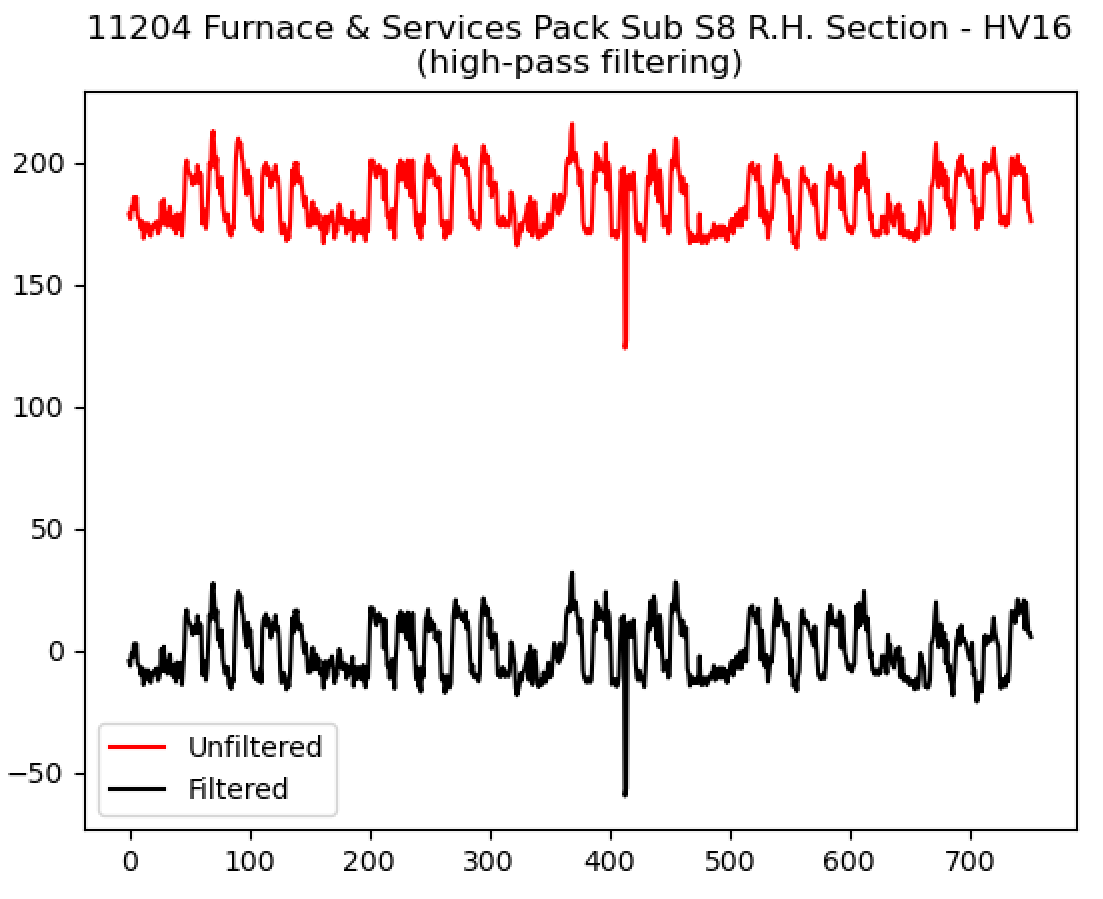 11204 Furnace & Services Pack Sub S8 R.H. Section - HV16
(high-pass filtering)
200
150
100
50
0
−50
Unfiltered
Filtered
0 100 200 300 400 500 600 700